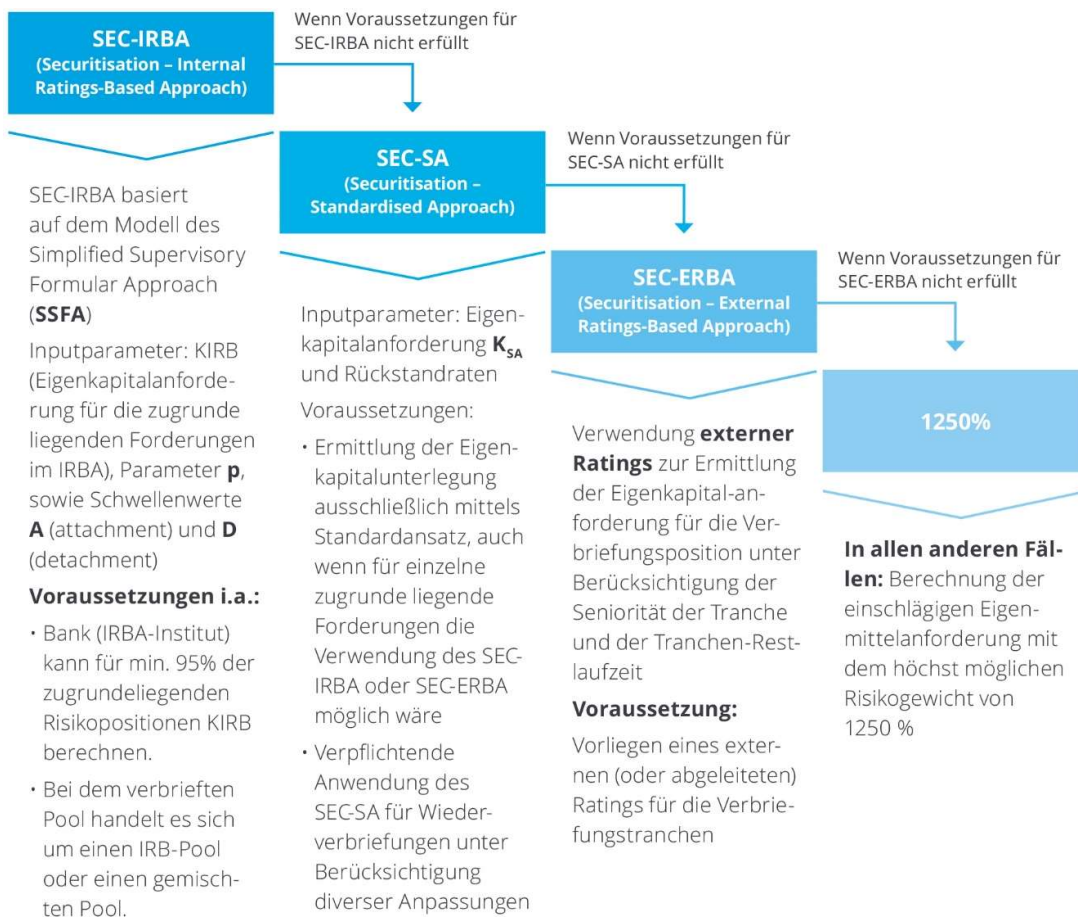 SEC-IRBA
(Securitisation – Internal
Ratings-Based Approach)
Wenn Voraussetzungen für
SEC-IRBA nicht erfüllt
SEC-IRBA basiert
auf dem Modell des
Simplified Supervisory
Formular Approach
(SSFA)
Inputparameter: KIRB
(Eigenkapitalanforde-
rung für die zugrunde
liegenden Forderungen
im IRBA), Parameter p,
sowie Schwellenwerte
A (attachment) und D
(detachment)
Voraussetzungen i.a.:
• Bank (IRBA-Institut)
kann für min. 95% der
zugrundeliegenden
Risikopositionen KIRB
berechnen.
• Bei dem verbrieften
Pool handelt es sich
um einen IRB-Pool
oder einen gemisch-
ten Pool.
SEC-SA
(Securitisation –
Standardised Approach)
Wenn Voraussetzungen für
SEC-SA nicht erfüllt
Inputparameter: Eigen-
kapitalanforderung KSA
und Rückstandraten
Voraussetzungen:
• Ermittlung der Eigen-
kapitalunterlegung
ausschließlich mittels
Standardansatz, auch
wenn für einzelne
zugrunde liegende
Forderungen die
Verwendung des SEC-
IRBA oder SEC-ERBA
möglich wäre
• Verpflichtende
Anwendung des
SEC-SA für Wieder-
verbriefungen unter
Berücksichtigung
diverser Anpassungen
SEC-ERBA
(Securitisation – External
Ratings-Based Approach)
Wenn Voraussetzungen für
SEC-ERBA nicht erfüllt
Verwendung externer
Ratings zur Ermittlung
der Eigenkapital-an-
forderung für die Ver-
briefungsposition unter
Berücksichtigung der
Seniorität der Tranche
und der Tranchen-Rest-
laufzeit
Voraussetzung:
Vorliegen eines exter-
nen (oder abgeleiteten)
Ratings für die Verbrie-
fungstranchen
1250%
In allen anderen Fäl-
len: Berechnung der
einschlägigen Eigen-
mittelanforderung mit
dem höchst möglichen
Risikogewicht von
1250 %